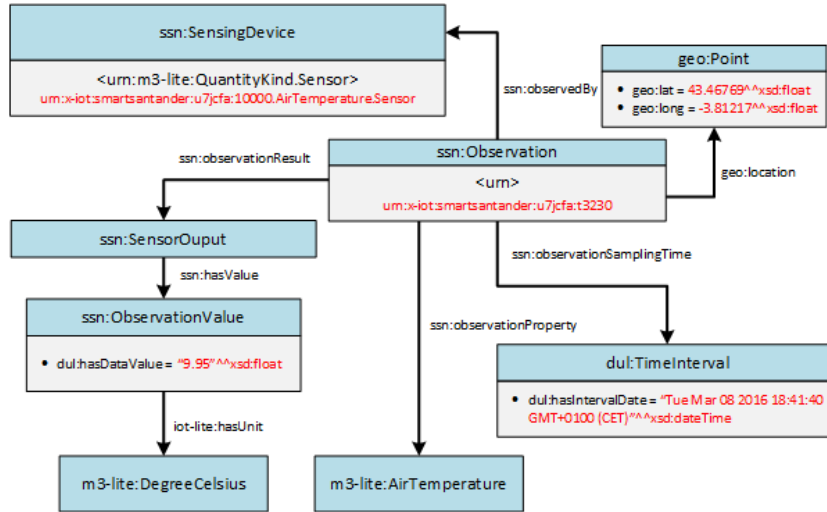 ssn:SensingDevice
<urn:m3-lite:QuantityKind.Sensor>
urn:x-iot:smartsantander:u7jcfa:10000.AirTemperature.Sensor
ssn:observedBy
geo:Point
• geo:lat = 43.46769^^xsd:float
• geo:long = -3.81217^^xsd:float
ssn:observationResult
ssn:Observation
<urn>
urn:x-iot:smartsantander:u7jcfa:t3230
geo:location
ssn:SensorOuput
ssn:observationSamplingTime
ssn:hasValue
ssn:ObservationValue
• dul:hasDataValue = "9.95"^^xsd:float
ssn:observationProperty
dul:TimeInterval
• dul:hasIntervalDate = "Tue Mar 08 2016 18:41:40
GMT+0100 (CET)"^^xsd:dateTime
iot-lite:hasUnit
m3-lite:DegreeCelsius
m3-lite:AirTemperature